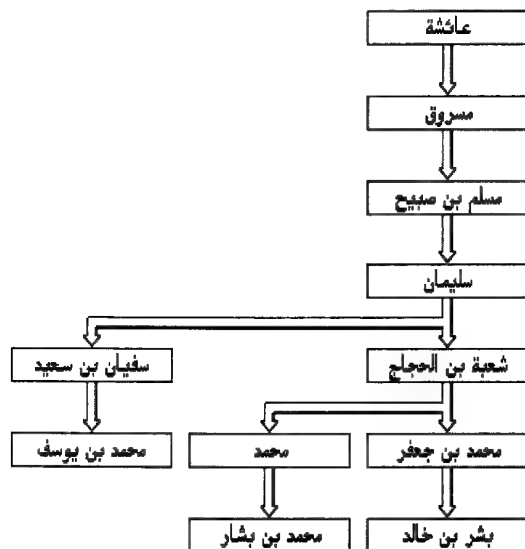 عائشة
مسروق
مسلم بن صبيح
سليمان
شعبة بن الحجاج
سفيان بن سعيد
محمد بن جعفر
محمد
محمد بن يوسف
بشر بن خالد
محمد بن بشار